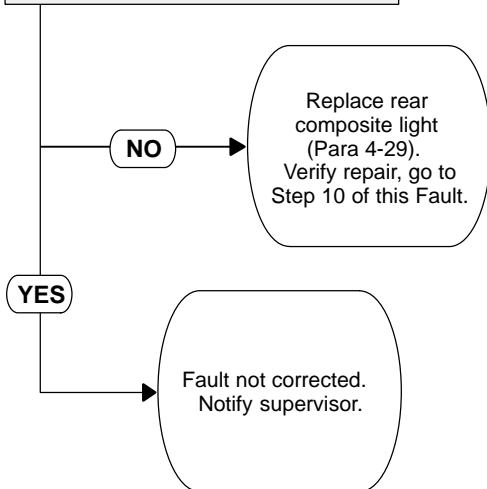 NO
Replace rear
composite light
(Para 4-29).
Verify repair, go to
Step 10 of this Fault.
YES
Fault not corrected.
Notify supervisor.